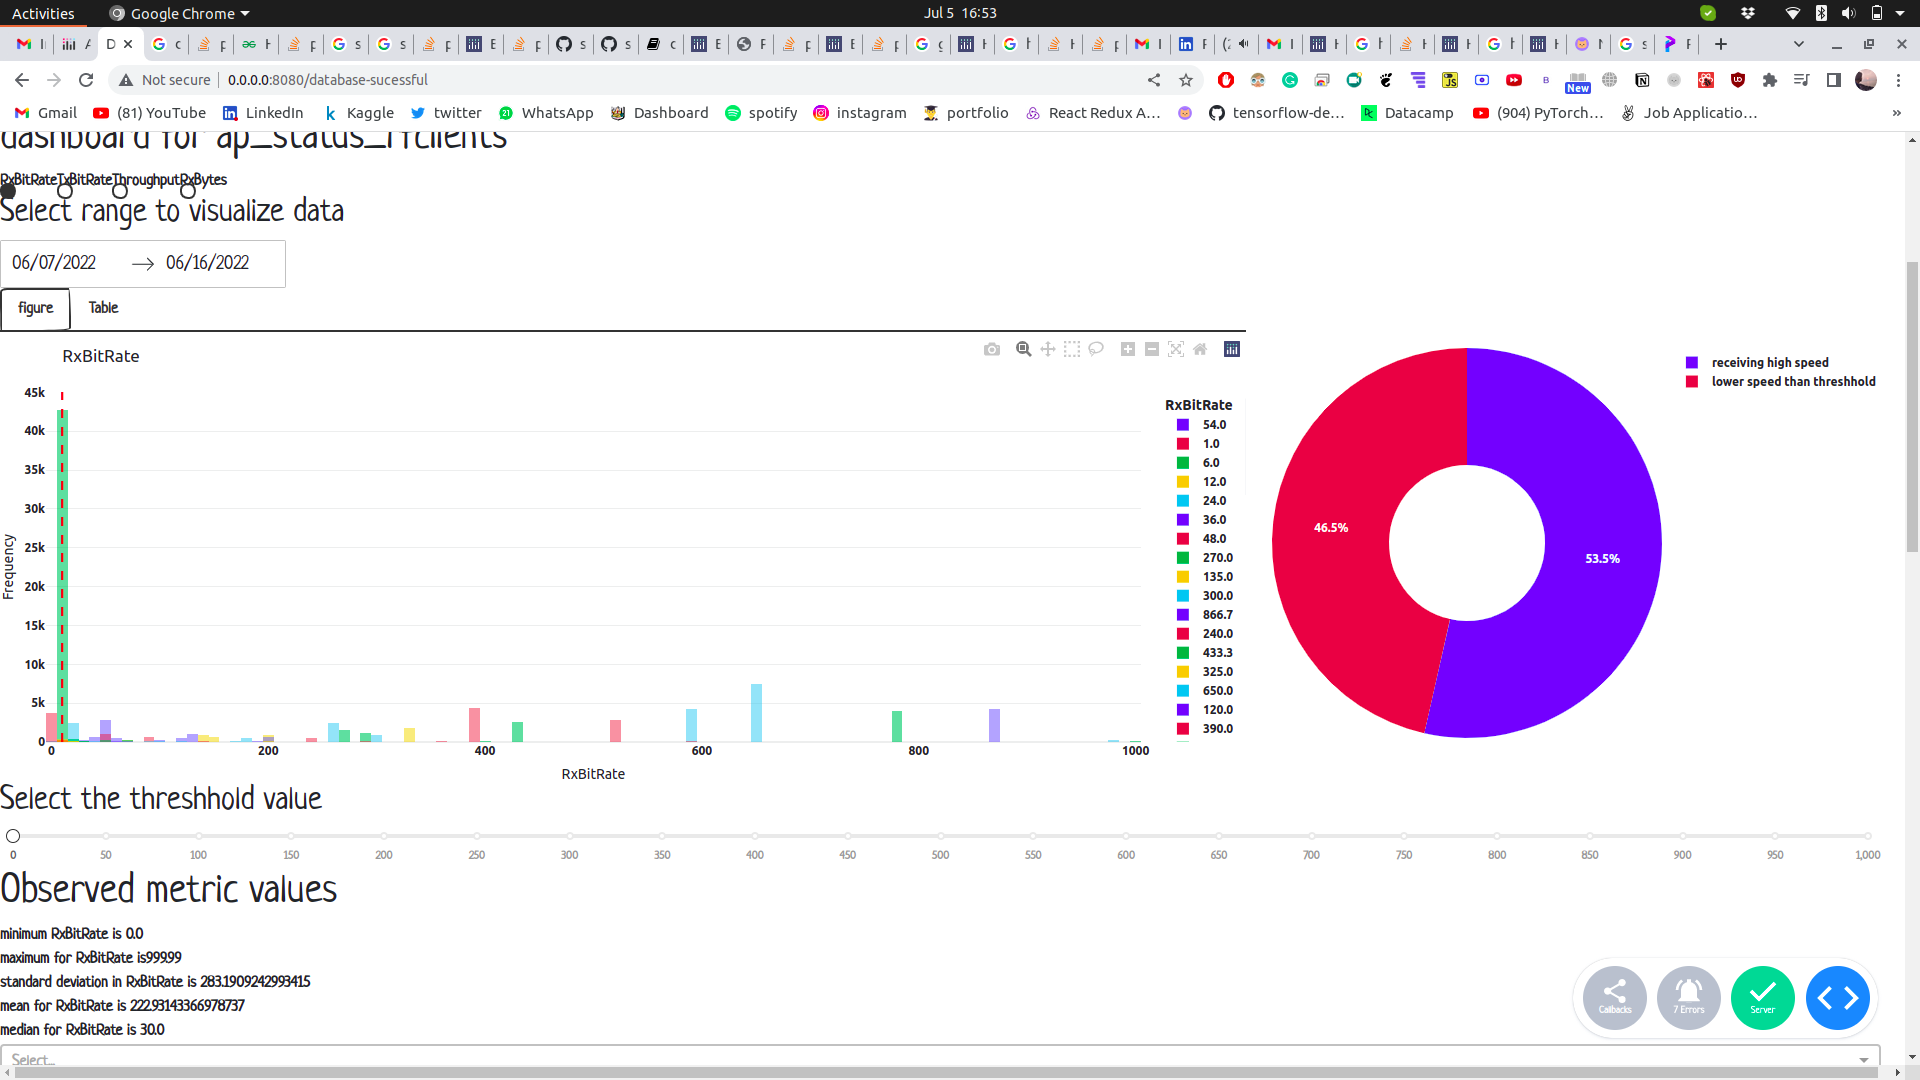 Activities
Google Chrome
Jul 5 16:53
Not secure
0.0.0.0:8080/database-sucessful
New
Gmail
(81) YouTube
LinkedIn
Kaggle
twitter
WhatsApp
Dashboard
spotify
instagram
portfolio
React Redux A...
tensorflow-de...
Datacamp
(904) PyTorch...
Job Applicatio...
»
dashboard for ap_status_rfclients
RxBitRate TxBitRate Throughput RxBytes
Select range to visualize data
06/07/2022 → 06/16/2022
figure
Table
RxBitRate
45k
40k
35k
30k
25k
20k
15k
10k
5k
0
Frequency
0 200 400 600 800 1000
RxBitRate
RxBitRate
54.0
1.0
6.0
12.0
24.0
36.0
48.0
270.0
135.0
300.0
866.7
240.0
433.3
325.0
650.0
120.0
390.0
46.5%
53.5%
receiving high speed
lower speed than threshhold
Select the threshhold value
0 50 100 150 200 250 300 350 400 450 500 550 600 650 700 750 800 850 900 950 1,000
Observed metric values
minimum RxBitRate is 0.0
maximum for RxBitRate is999.99
standard deviation in RxBitRate is 283.1909242993415
mean for RxBitRate is 222.93143366978737
median for RxBitRate is 30.0
Select...
Callbacks
7 Errors
Server